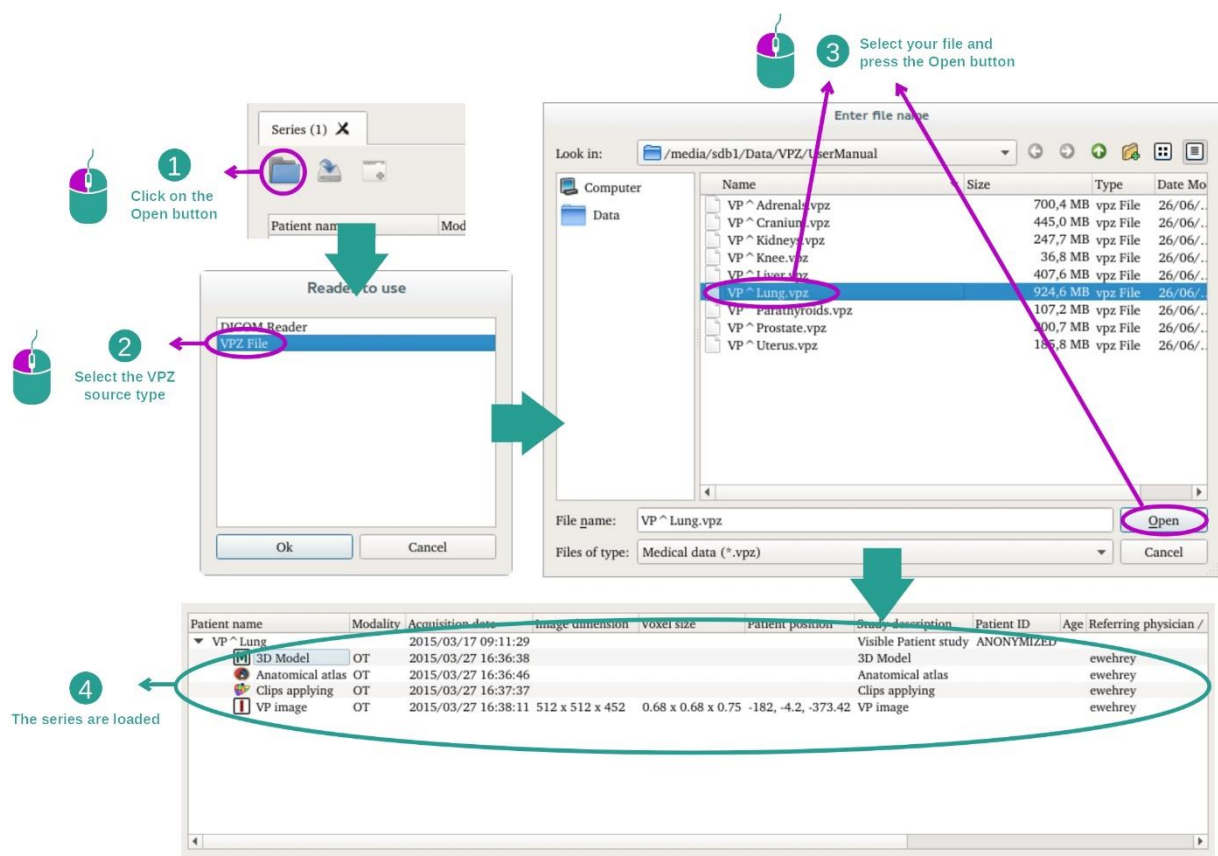 3
Select your file and
press the Open button
Series (1) X
1
Click on the
Open button
Patient name Mod
Reader to use
DICOM Reader
VPZ File
2
Select the VPZ
source type
Ok Cancel
Enter file name
Look in: /media/sdb1/Data/VPZ/UserManual
Computer
Data
Name Size Type Date Mo
VP^Adrenals.vpz 700,4 MB vpz File 26/06/..
VP^Cranium.vpz 445,0 MB vpz File 26/06/..
VP^Kidneys.vpz 247,7 MB vpz File 26/06/..
VP^Knee.vpz 36,8 MB vpz File 26/06/..
VP^Liver.vpz 407,6 MB vpz File 26/06/..
VP^Lung.vpz 924,6 MB vpz File 26/06/..
VP^Parathyroids.vpz 107,2 MB vpz File 26/06/..
VP^Prostate.vpz 200,7 MB vpz File 26/06/..
VP^Uterus.vpz 185,8 MB vpz File 26/06/..
File name: VP^Lung.vpz Open
Files of type: Medical data (*.vpz) Cancel
Patient name Modality Acquisition date Image dimension Voxel size Patient position Study description Patient ID Age Referring physician /
VP^Lung 2015/03/17 09:11:29 Visible Patient study ANONYMIZED
M 3D Model OT 2015/03/27 16:36:38 3D Model ewehrey
Anatomical atlas OT 2015/03/27 16:36:46 Anatomical atlas ewehrey
Clips applying OT 2015/03/27 16:37:37 Clips applying ewehrey
I VP image OT 2015/03/27 16:38:11 512 x 512 x 452 0.68 x 0.68 x 0.75 -182, -4.2, -373.42 VP image ewehrey
4
The series are loaded